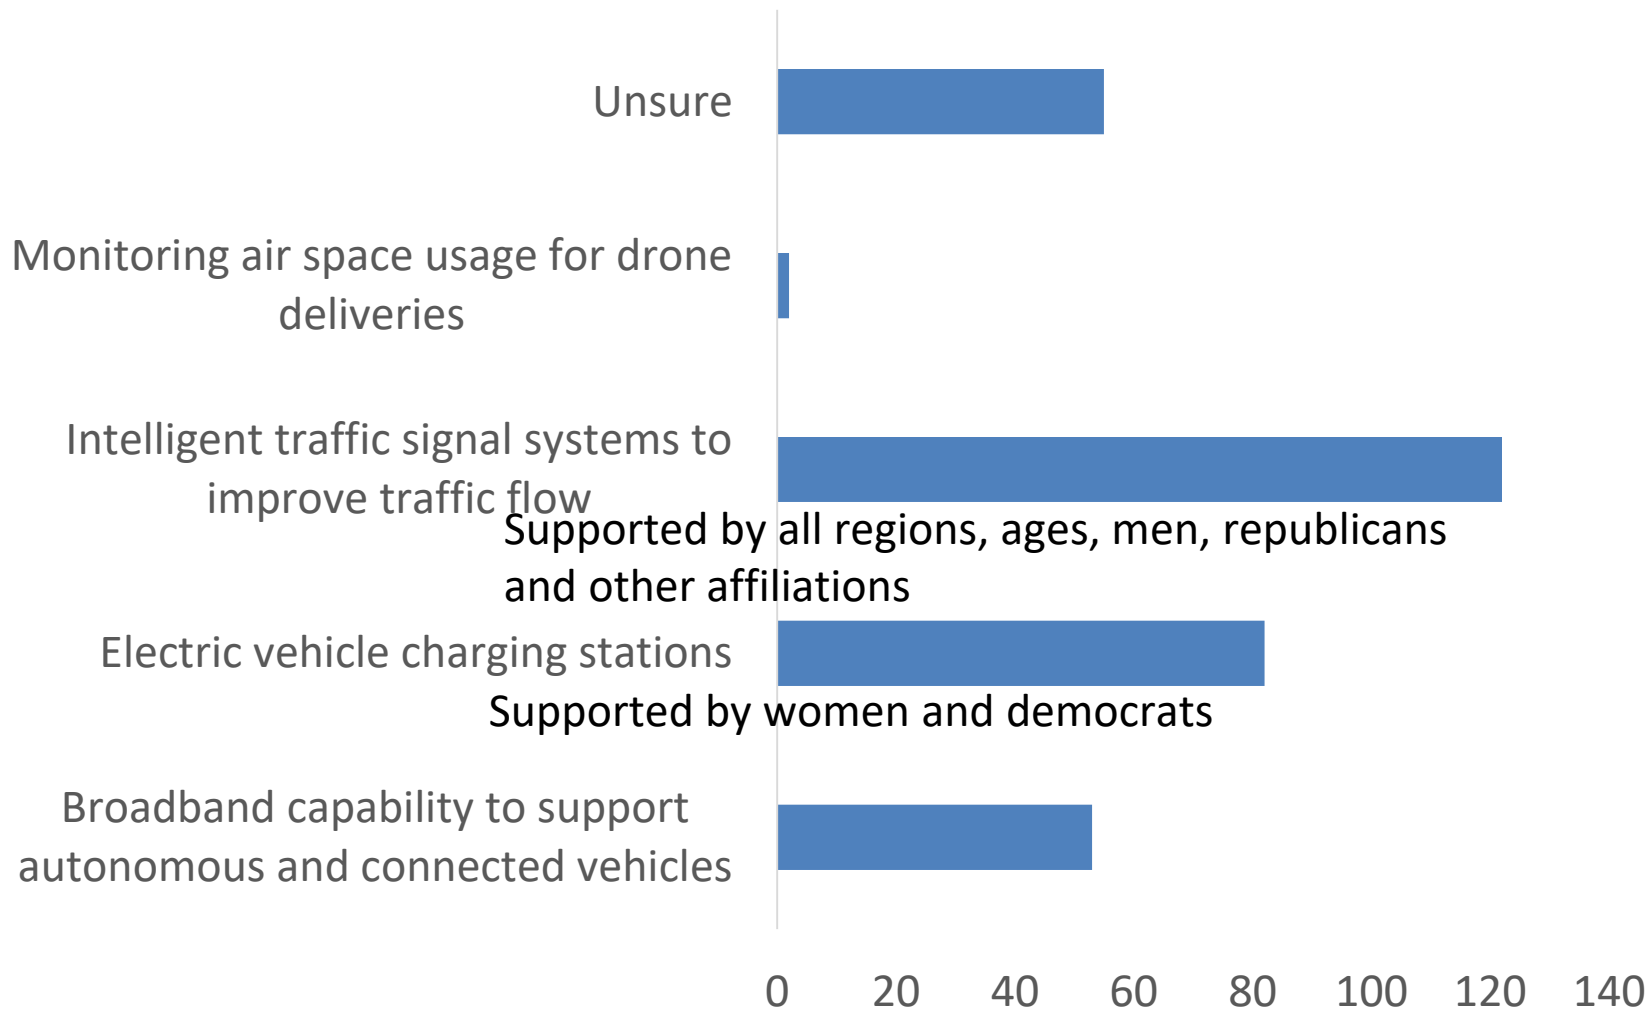 Unsure
Monitoring air space usage for drone
deliveries
Intelligent traffic signal systems to
improve traffic flow
Supported by all regions, ages, men, republicans
and other affiliations
Electric vehicle charging stations
Supported by women and democrats
Broadband capability to support
autonomous and connected vehicles
0 20 40 60 80 100 120 140